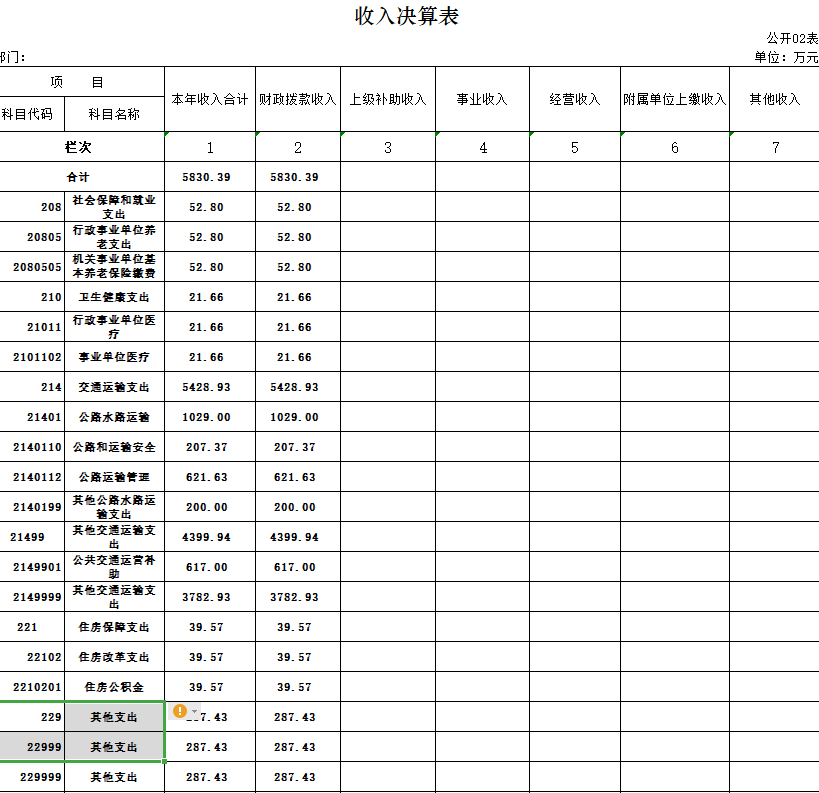 收入决算表
公开02表
部门：
单位：万元
项 目
本年收入合计 财政拨款收入 上级补助收入 事业收入 经营收入 附属单位上缴收入 其他收入
科目代码 科目名称
栏次 1 2 3 4 5 6 7
合计 5830.39 5830.39
208 社会保障和就业支出 52.80 52.80
20805 行政事业单位养老支出 52.80 52.80
2080505 机关事业单位基本养老保险缴费 52.80 52.80
210 卫生健康支出 21.66 21.66
21011 行政事业单位医疗 21.66 21.66
2101102 事业单位医疗 21.66 21.66
214 交通运输支出 5428.93 5428.93
21401 公路水路运输 1029.00 1029.00
2140110 公路和运输安全 207.37 207.37
2140112 公路运输管理 621.63 621.63
2140199 其他公路水路运输支出 200.00 200.00
21499 其他交通运输支出 4399.94 4399.94
2149901 公共交通运营补助 617.00 617.00
2149999 其他交通运输支出 3782.93 3782.93
221 住房保障支出 39.57 39.57
22102 住房改革支出 39.57 39.57
2210201 住房公积金 39.57 39.57
229 其他支出 287.43
22999 其他支出 287.43 287.43
229999 其他支出 287.43 287.43